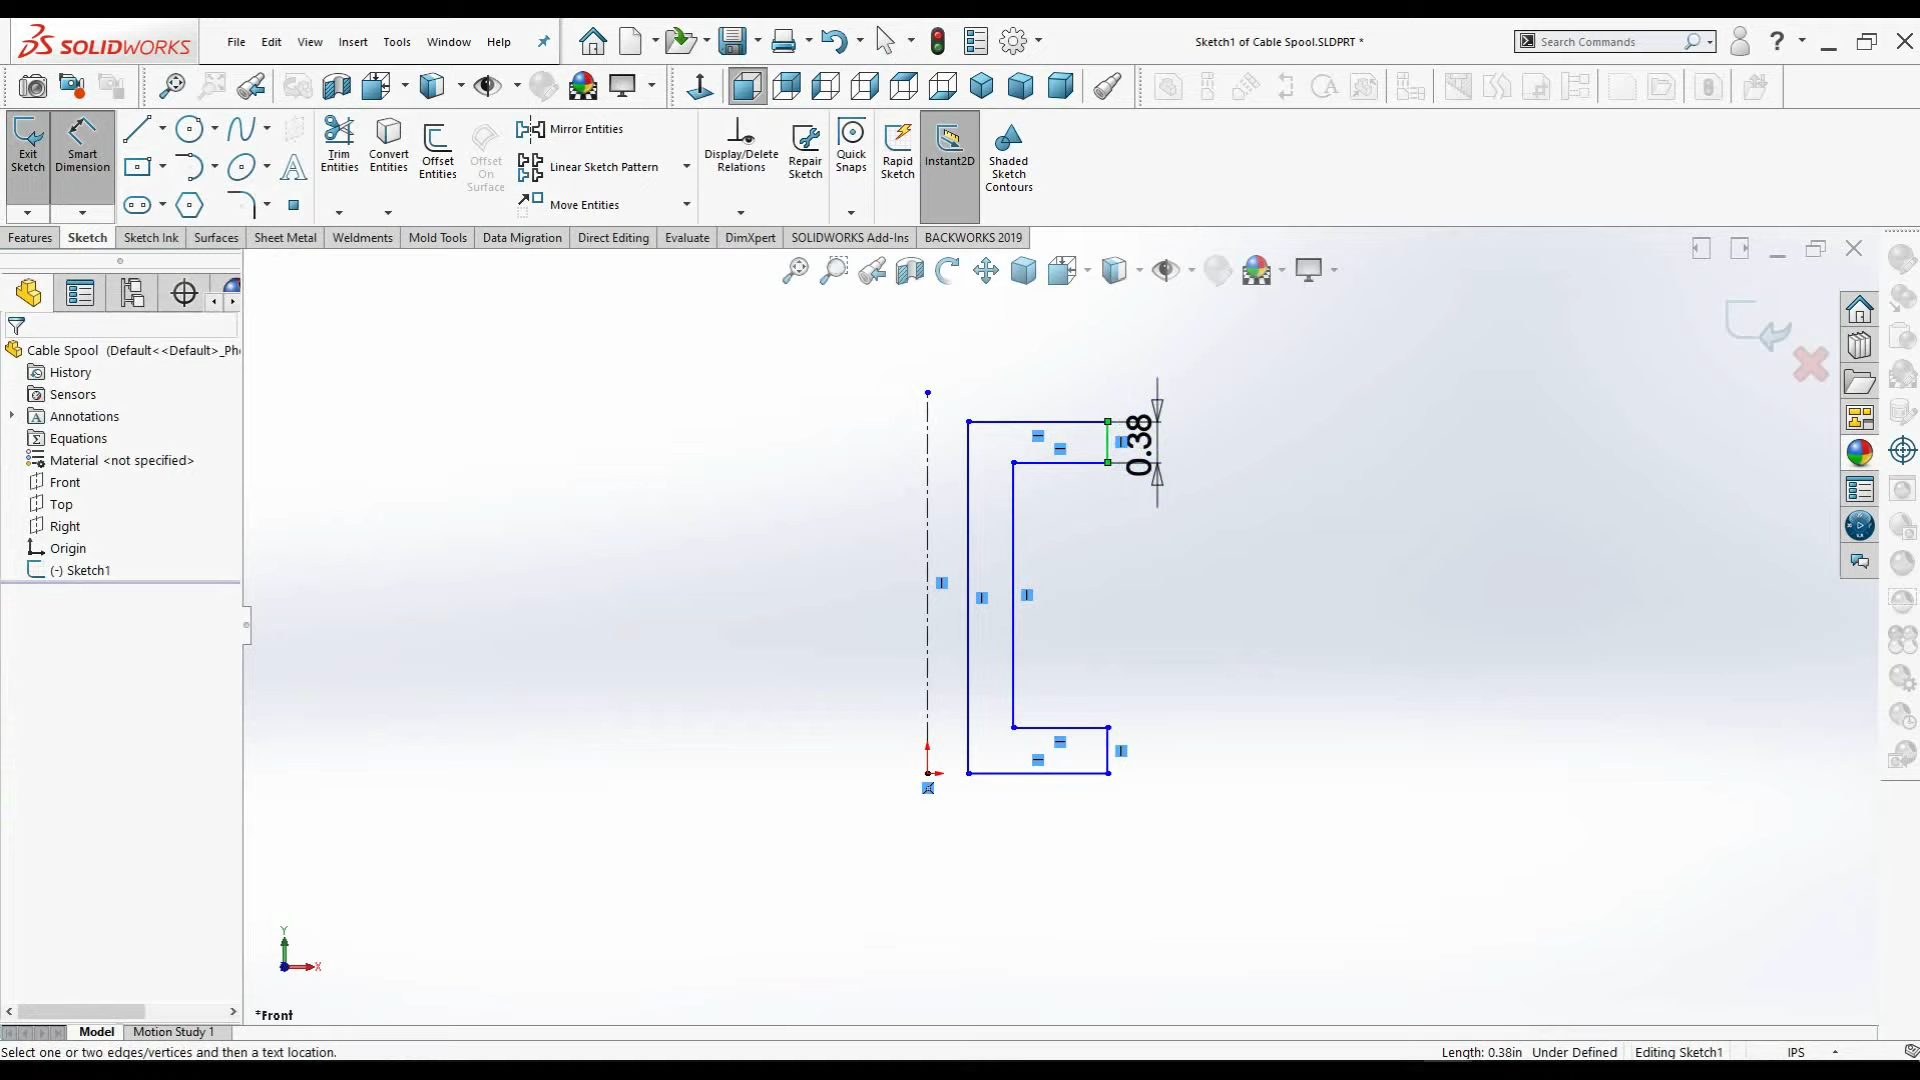 SOLIDWORKS
File Edit View Insert Tools Window Help
Sketch1 of Cable Spool.SLDPRT *
Search Commands
?
Exit Sketch
Smart Dimension
Trim Entities
Convert Entities
Offset Entities
Offset On Surface
Mirror Entities
Linear Sketch Pattern
Move Entities
Display/Delete Relations
Repair Sketch
Quick Snaps
Rapid Sketch
Instant2D
Shaded Sketch Contours
Features Sketch Sketch Ink Surfaces Sheet Metal Weldments Mold Tools Data Migration Direct Editing Evaluate DimXpert SOLIDWORKS Add-Ins BACKWORKS 2019
Cable Spool (Default<<Default>_Ph
History
Sensors
Annotations
Equations
Material <not specified>
Front
Top
Right
Origin
(-) Sketch1
0.38
Y
X
*Front
Model Motion Study 1
Select one or two edges/vertices and then a text location.
Length: 0.38in Under Defined Editing Sketch1 IPS